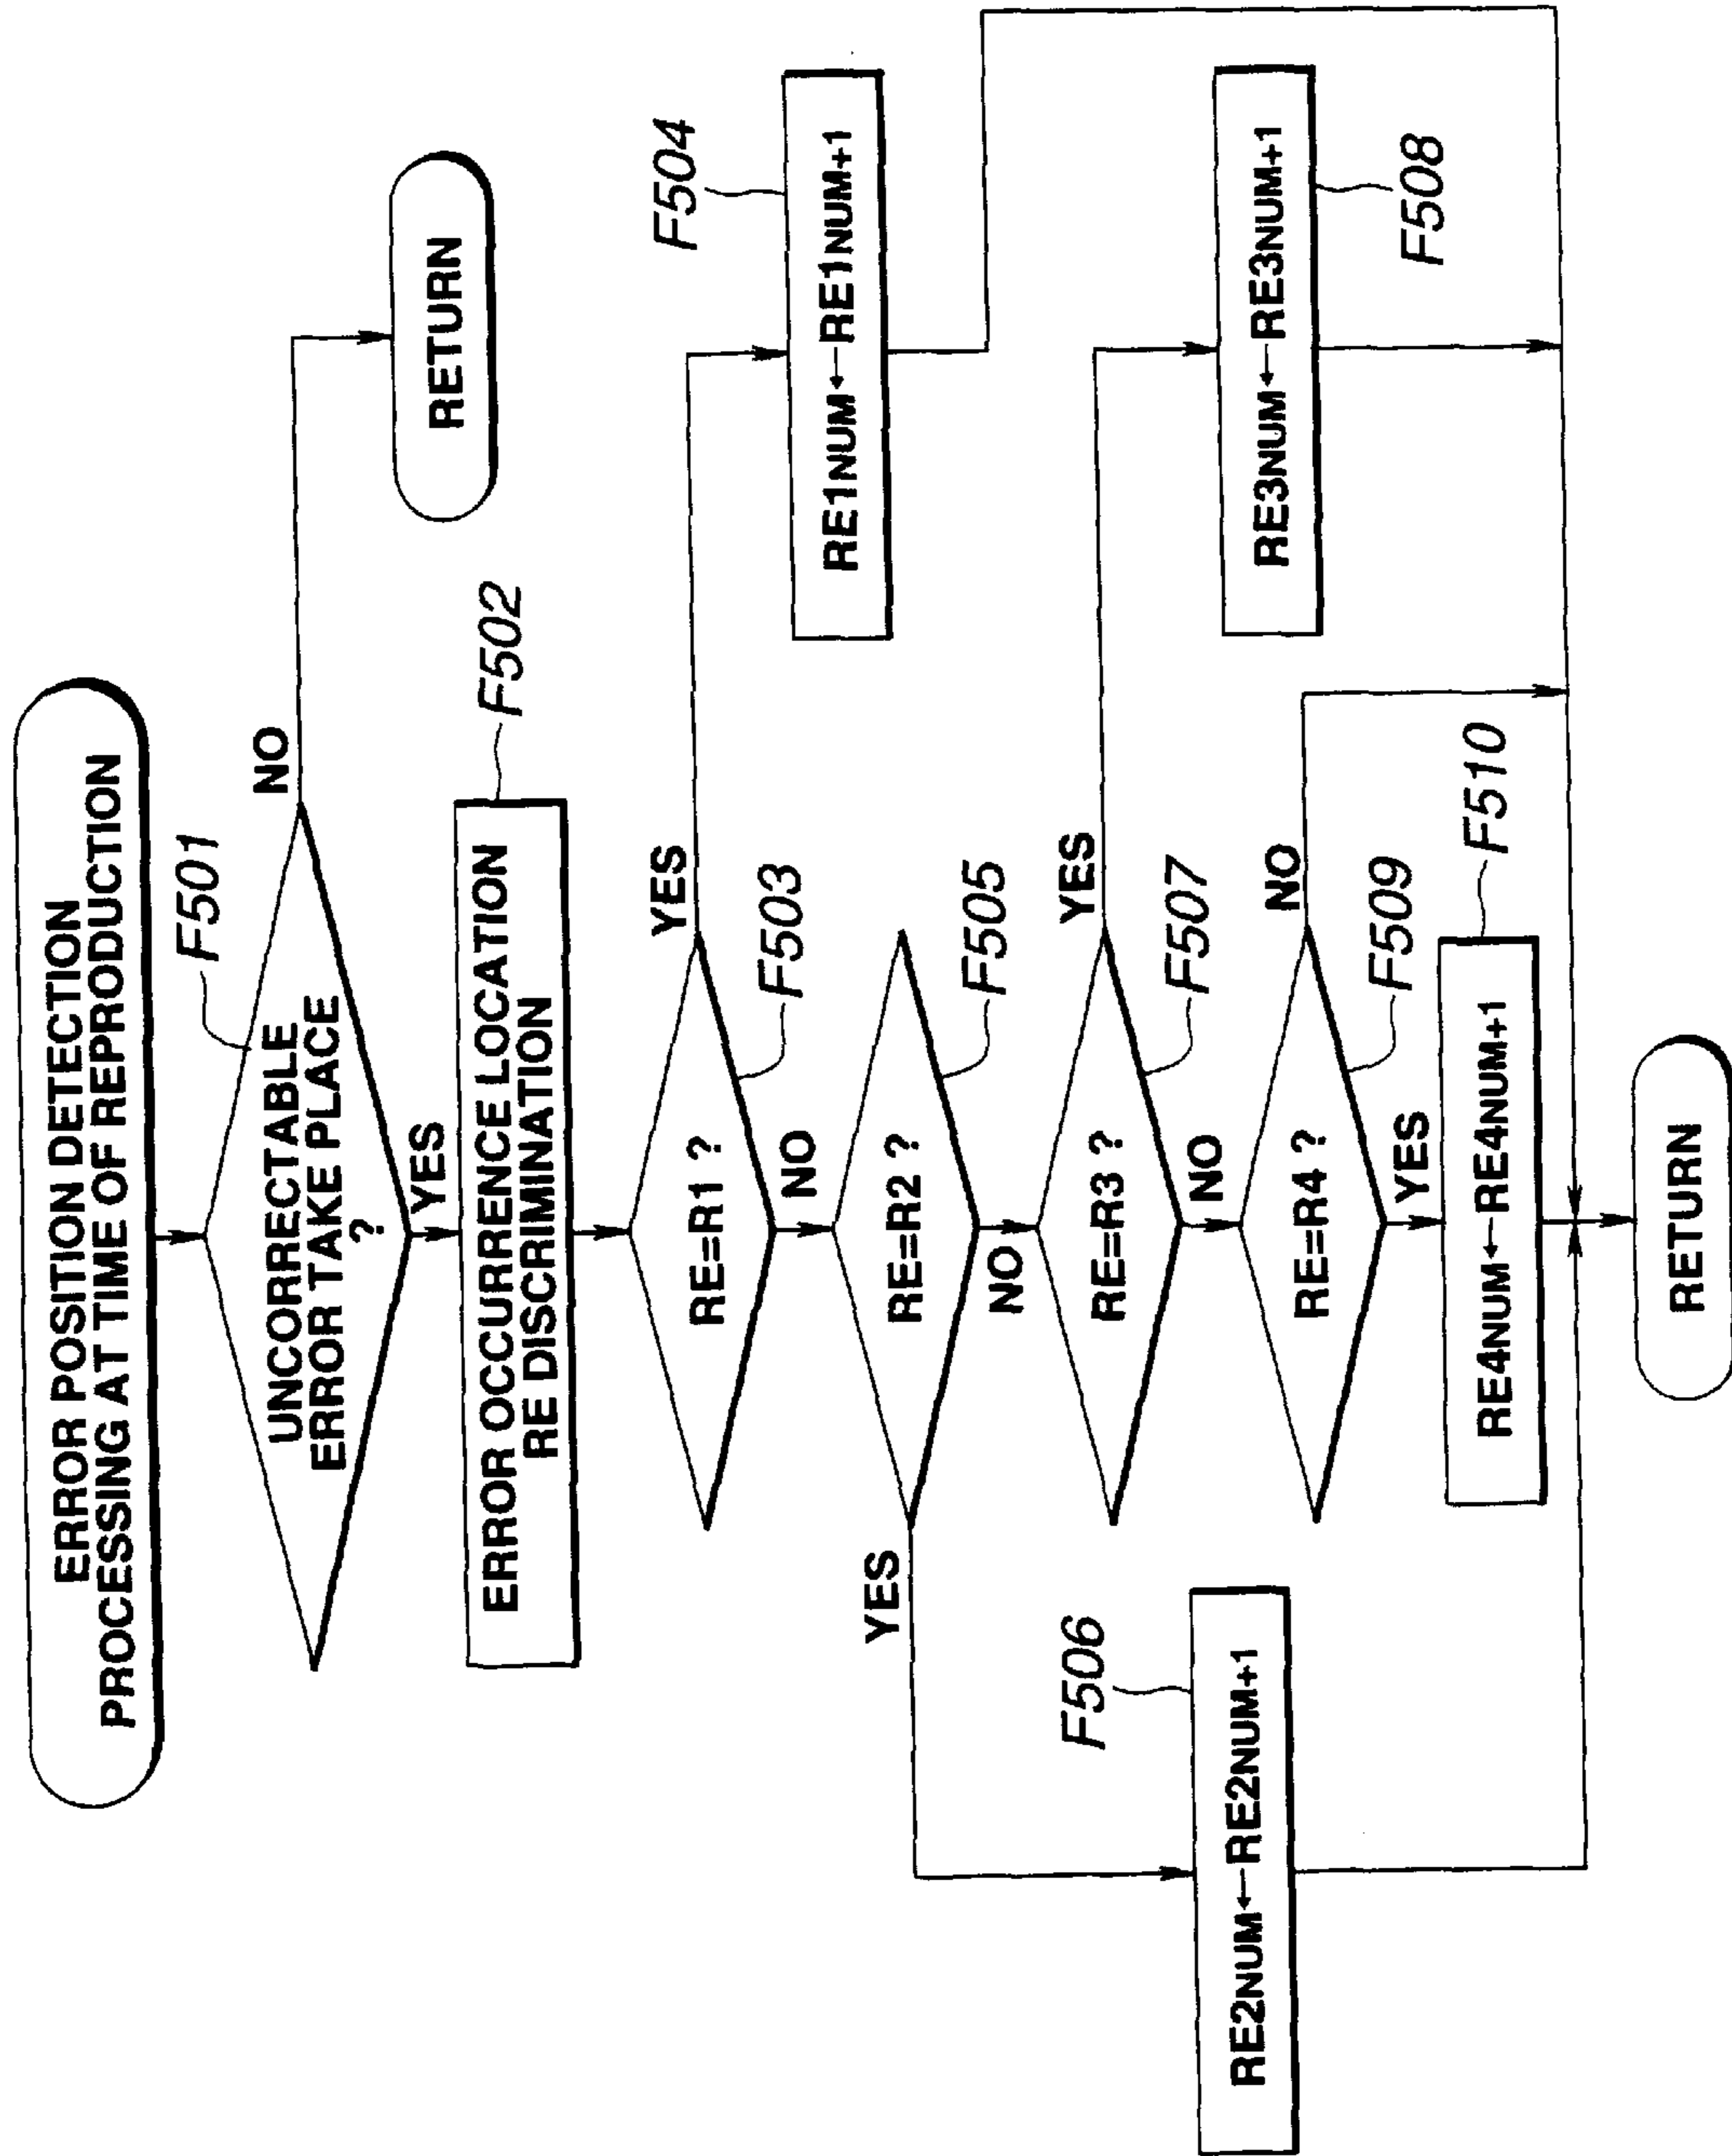 ERROR POSITION DETECTION
PROCESSING AT TIME OF REPRODUCTION
F501
UNCORRECTABLE
ERROR TAKE PLACE
?
NO
RETURN
YES
F502
ERROR OCCURRENCE LOCATION
RE DISCRIMINATION
RE=R1 ?
YES
F503
F504
RE1NUM←RE1NUM+1
NO
RE=R2 ?
YES
F505
F506
RE2NUM←RE2NUM+1
NO
RE=R3 ?
YES
F507
RE3NUM←RE3NUM+1
F508
NO
RE=R4 ?
NO
F509
YES
F510
RE4NUM←RE4NUM+1
RETURN